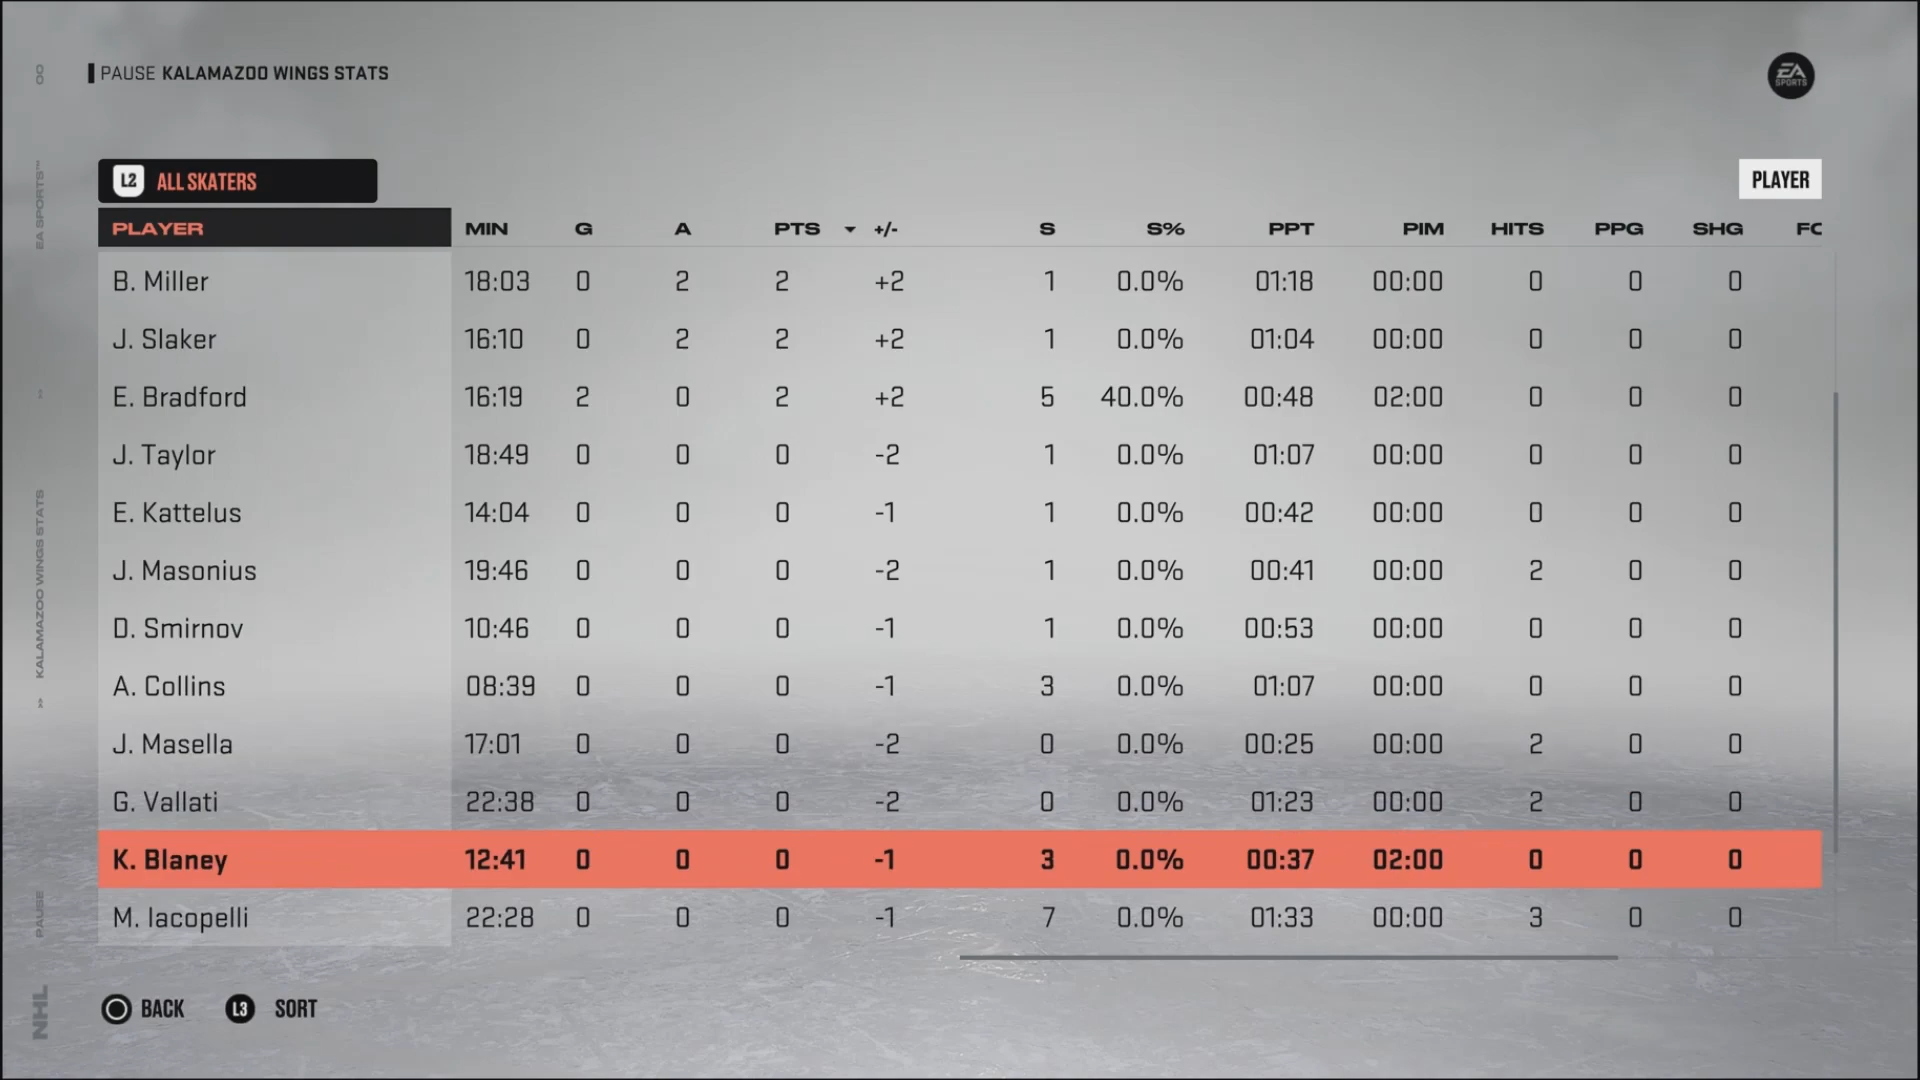 PAUSE KALAMAZOO WINGS STATS
EA SPORTS
L2 ALL SKATERS
PLAYER
PLAYER MIN G A PTS +/- S S% PPT PIM HITS PPG SHG FC
B. Miller 18:03 0 2 2 +2 1 0.0% 01:18 00:00 0 0 0
J. Slaker 16:10 0 2 2 +2 1 0.0% 01:04 00:00 0 0 0
E. Bradford 16:19 2 0 2 +2 5 40.0% 00:48 02:00 0 0 0
J. Taylor 18:49 0 0 0 -2 1 0.0% 01:07 00:00 0 0 0
E. Kattelus 14:04 0 0 0 -1 1 0.0% 00:42 00:00 0 0 0
J. Masonius 19:46 0 0 0 -2 1 0.0% 00:41 00:00 2 0 0
D. Smirnov 10:46 0 0 0 -1 1 0.0% 00:53 00:00 0 0 0
A. Collins 08:39 0 0 0 -1 3 0.0% 01:07 00:00 0 0 0
J. Masella 17:01 0 0 0 -2 0 0.0% 00:25 00:00 2 0 0
G. Vallati 22:38 0 0 0 -2 0 0.0% 01:23 00:00 2 0 0
K. Blaney 12:41 0 0 0 -1 3 0.0% 00:37 02:00 0 0 0
M. Iacopelli 22:28 0 0 0 -1 7 0.0% 01:33 00:00 3 0 0
BACK L3 SORT
NHL
PAUSE
» KALAMAZOO WINGS STATS
EA SPORTS™